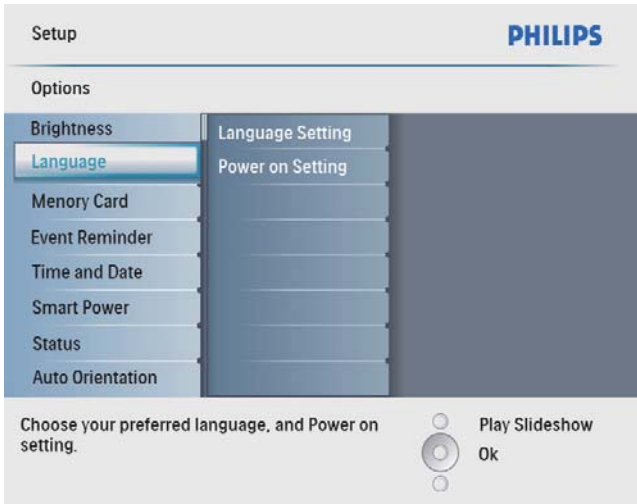 Setup
PHILIPS
Options
Brightness
Language
Menory Card
Event Reminder
Time and Date
Smart Power
Status
Auto Orientation
Language Setting
Power on Setting
Choose your preferred language, and Power on
setting.
Play Slideshow
Ok